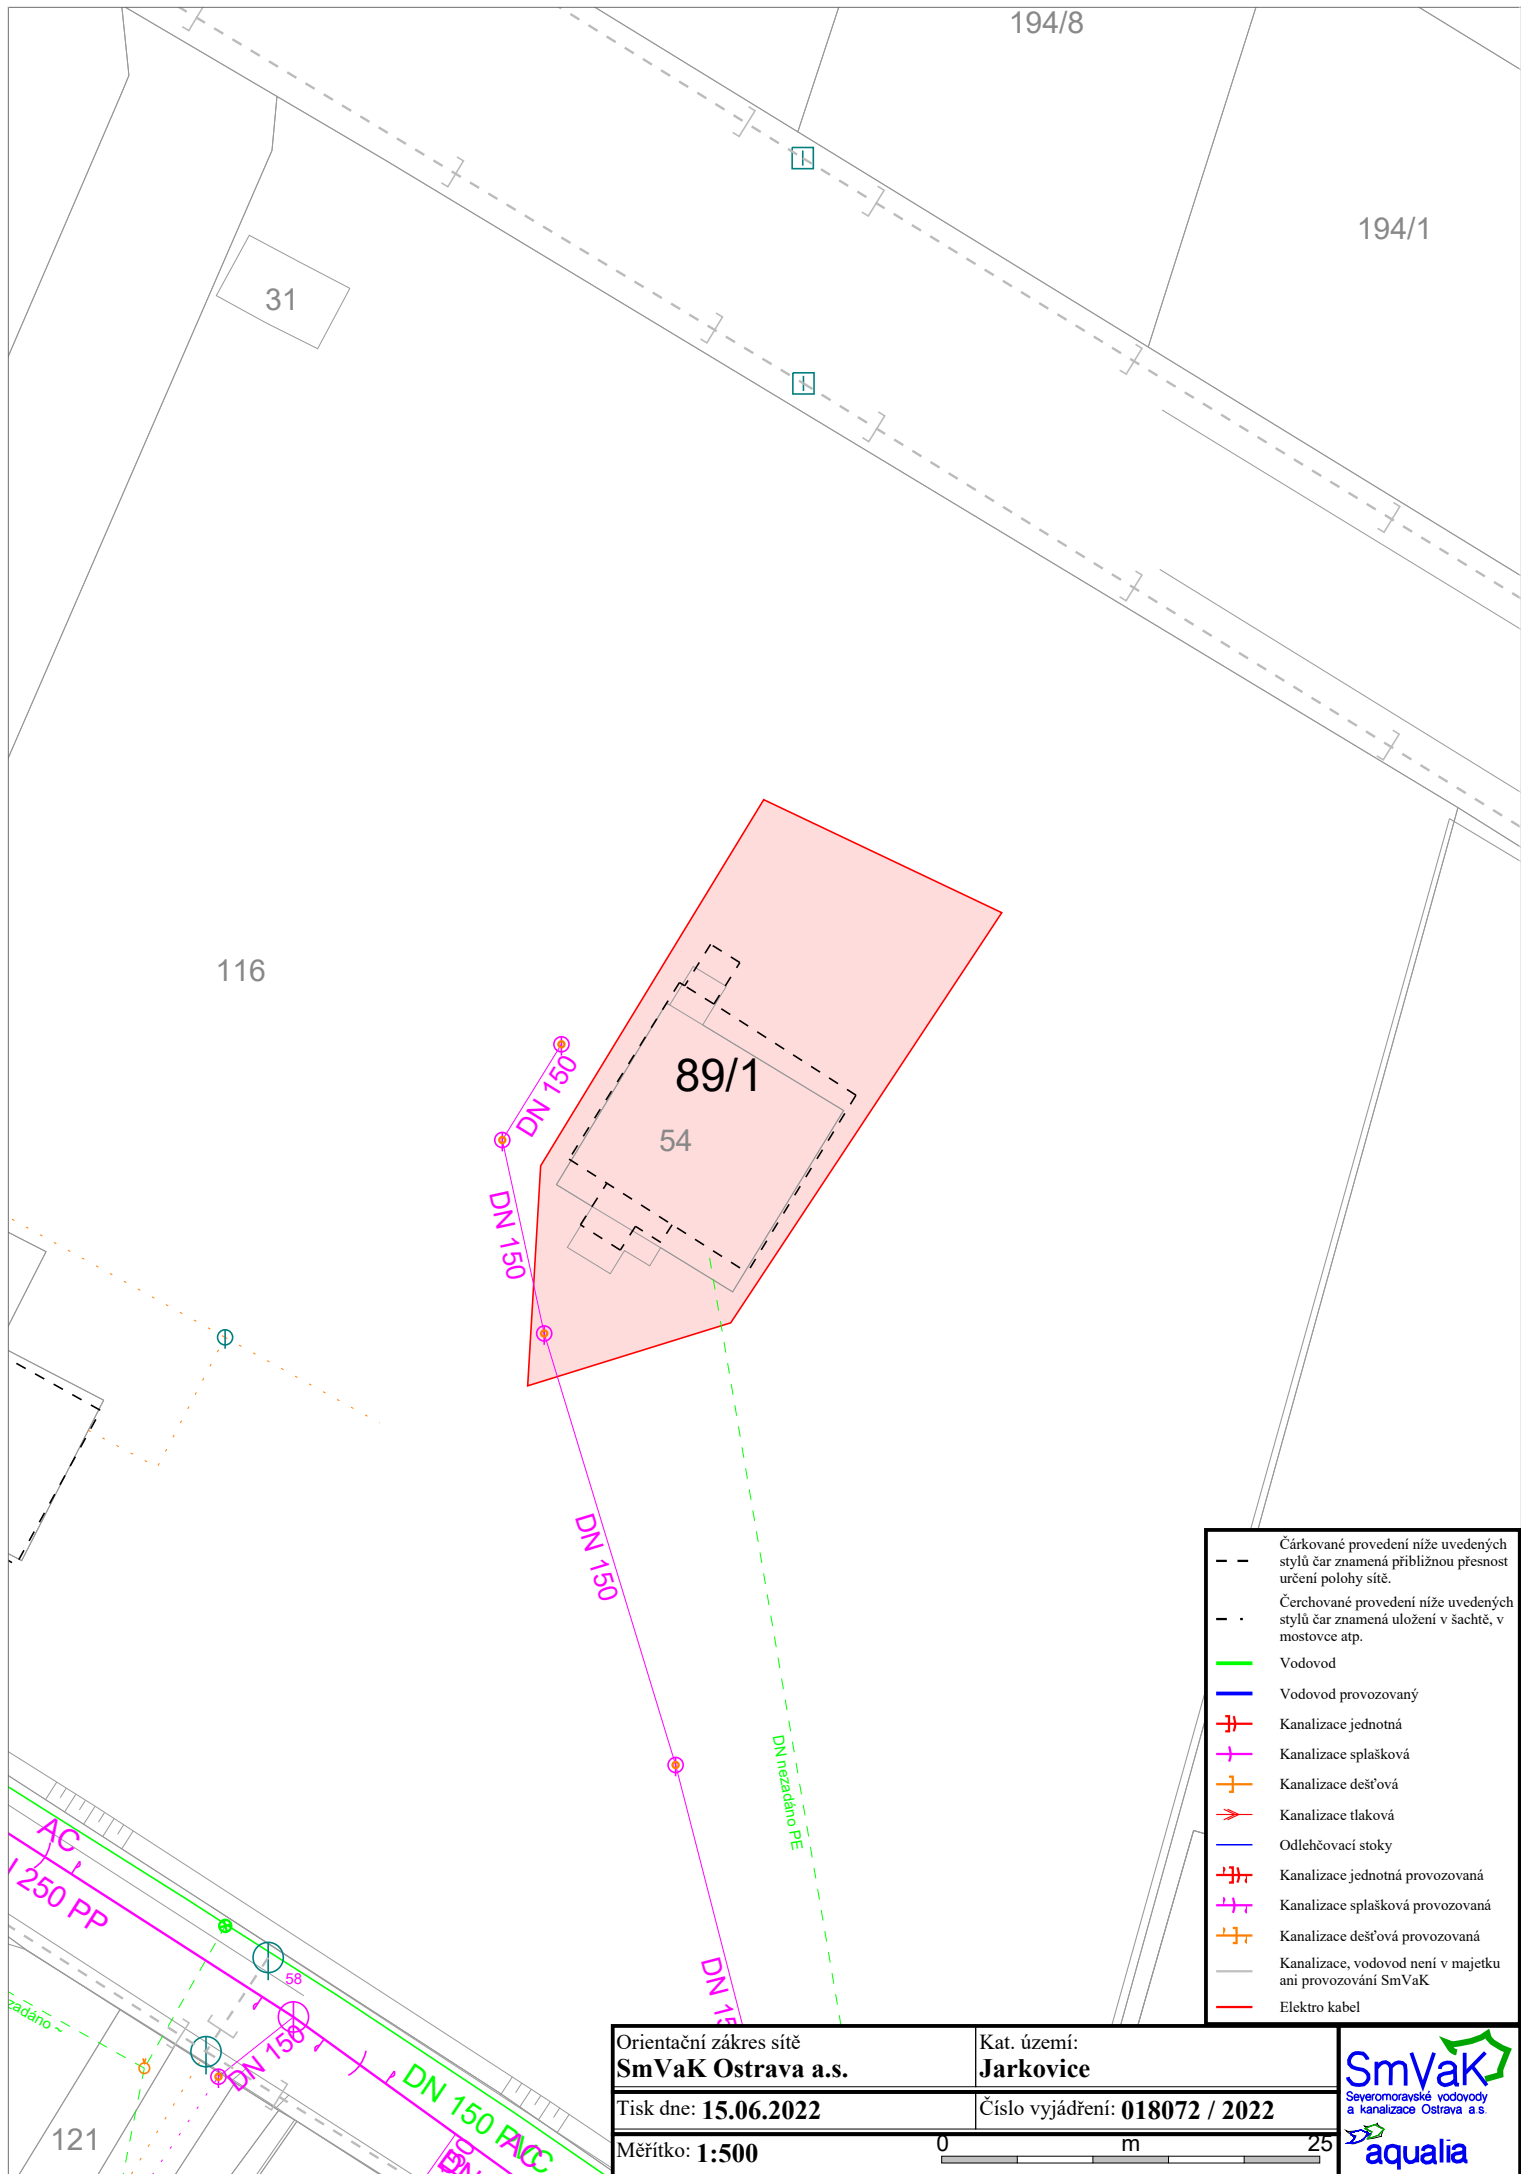 194/8
194/1
31
116
89/1
54
DN 150
DN 150
DN 150
DN nezadáno PE
AC
250 PP
58
zadáno ~
DN 150
DN 150 PVC
AC
121
Čárkované provedení níže uvedených
stylů čar znamená přibližnou přesnost
určení polohy sítě.
Čerchované provedení níže uvedených
stylů čar znamená uložení v šachtě, v
mostovce atp.
Vodovod
Vodovod provozovaný
Kanalizace jednotná
Kanalizace splašková
Kanalizace dešťová
Kanalizace tlaková
Odlehčovací stoky
Kanalizace jednotná provozovaná
Kanalizace splašková provozovaná
Kanalizace dešťová provozovaná
Kanalizace, vodovod není v majetku
ani provozování SmVaK
Elektro kabel
Orientační zákres sítě
SmVaK Ostrava a.s.
Kat. území:
Jarkovice
Tisk dne: 15.06.2022
Číslo vyjádření: 018072 / 2022
Měřítko: 1:500
0 m 25
SmVaK
Severomoravské vodovody
a kanalizace Ostrava a.s.
aqualia